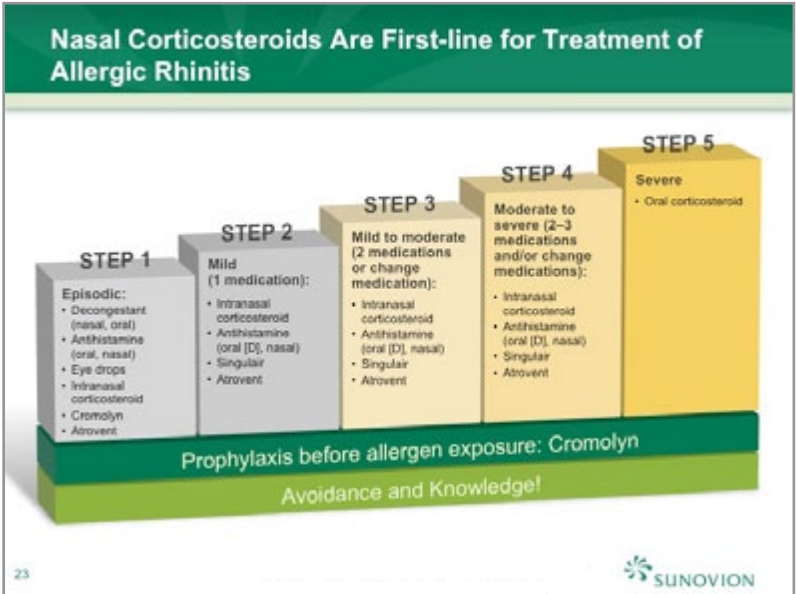 Nasal Corticosteroids Are First-line for Treatment of
Allergic Rhinitis
STEP 1
Episodic:
• Decongestant
(nasal, oral)
• Antihistamine
(oral, nasal)
• Eye drops
• Intranasal
corticosteroid
• Cromolyn
• Atrovent
STEP 2
Mild
(1 medication):
• Intranasal
corticosteroid
• Antihistamine
(oral [D], nasal)
• Singulair
• Atrovent
STEP 3
Mild to moderate
(2 medications
or change
medication):
• Intranasal
corticosteroid
• Antihistamine
(oral [D], nasal)
• Singulair
• Atrovent
STEP 4
Moderate to
severe (2–3
medications
and/or change
medications):
• Intranasal
corticosteroid
• Antihistamine
(oral [D], nasal)
• Singulair
• Atrovent
STEP 5
Severe
• Oral corticosteroid
Prophylaxis before allergen exposure: Cromolyn
Avoidance and Knowledge!
23
SUNOVION